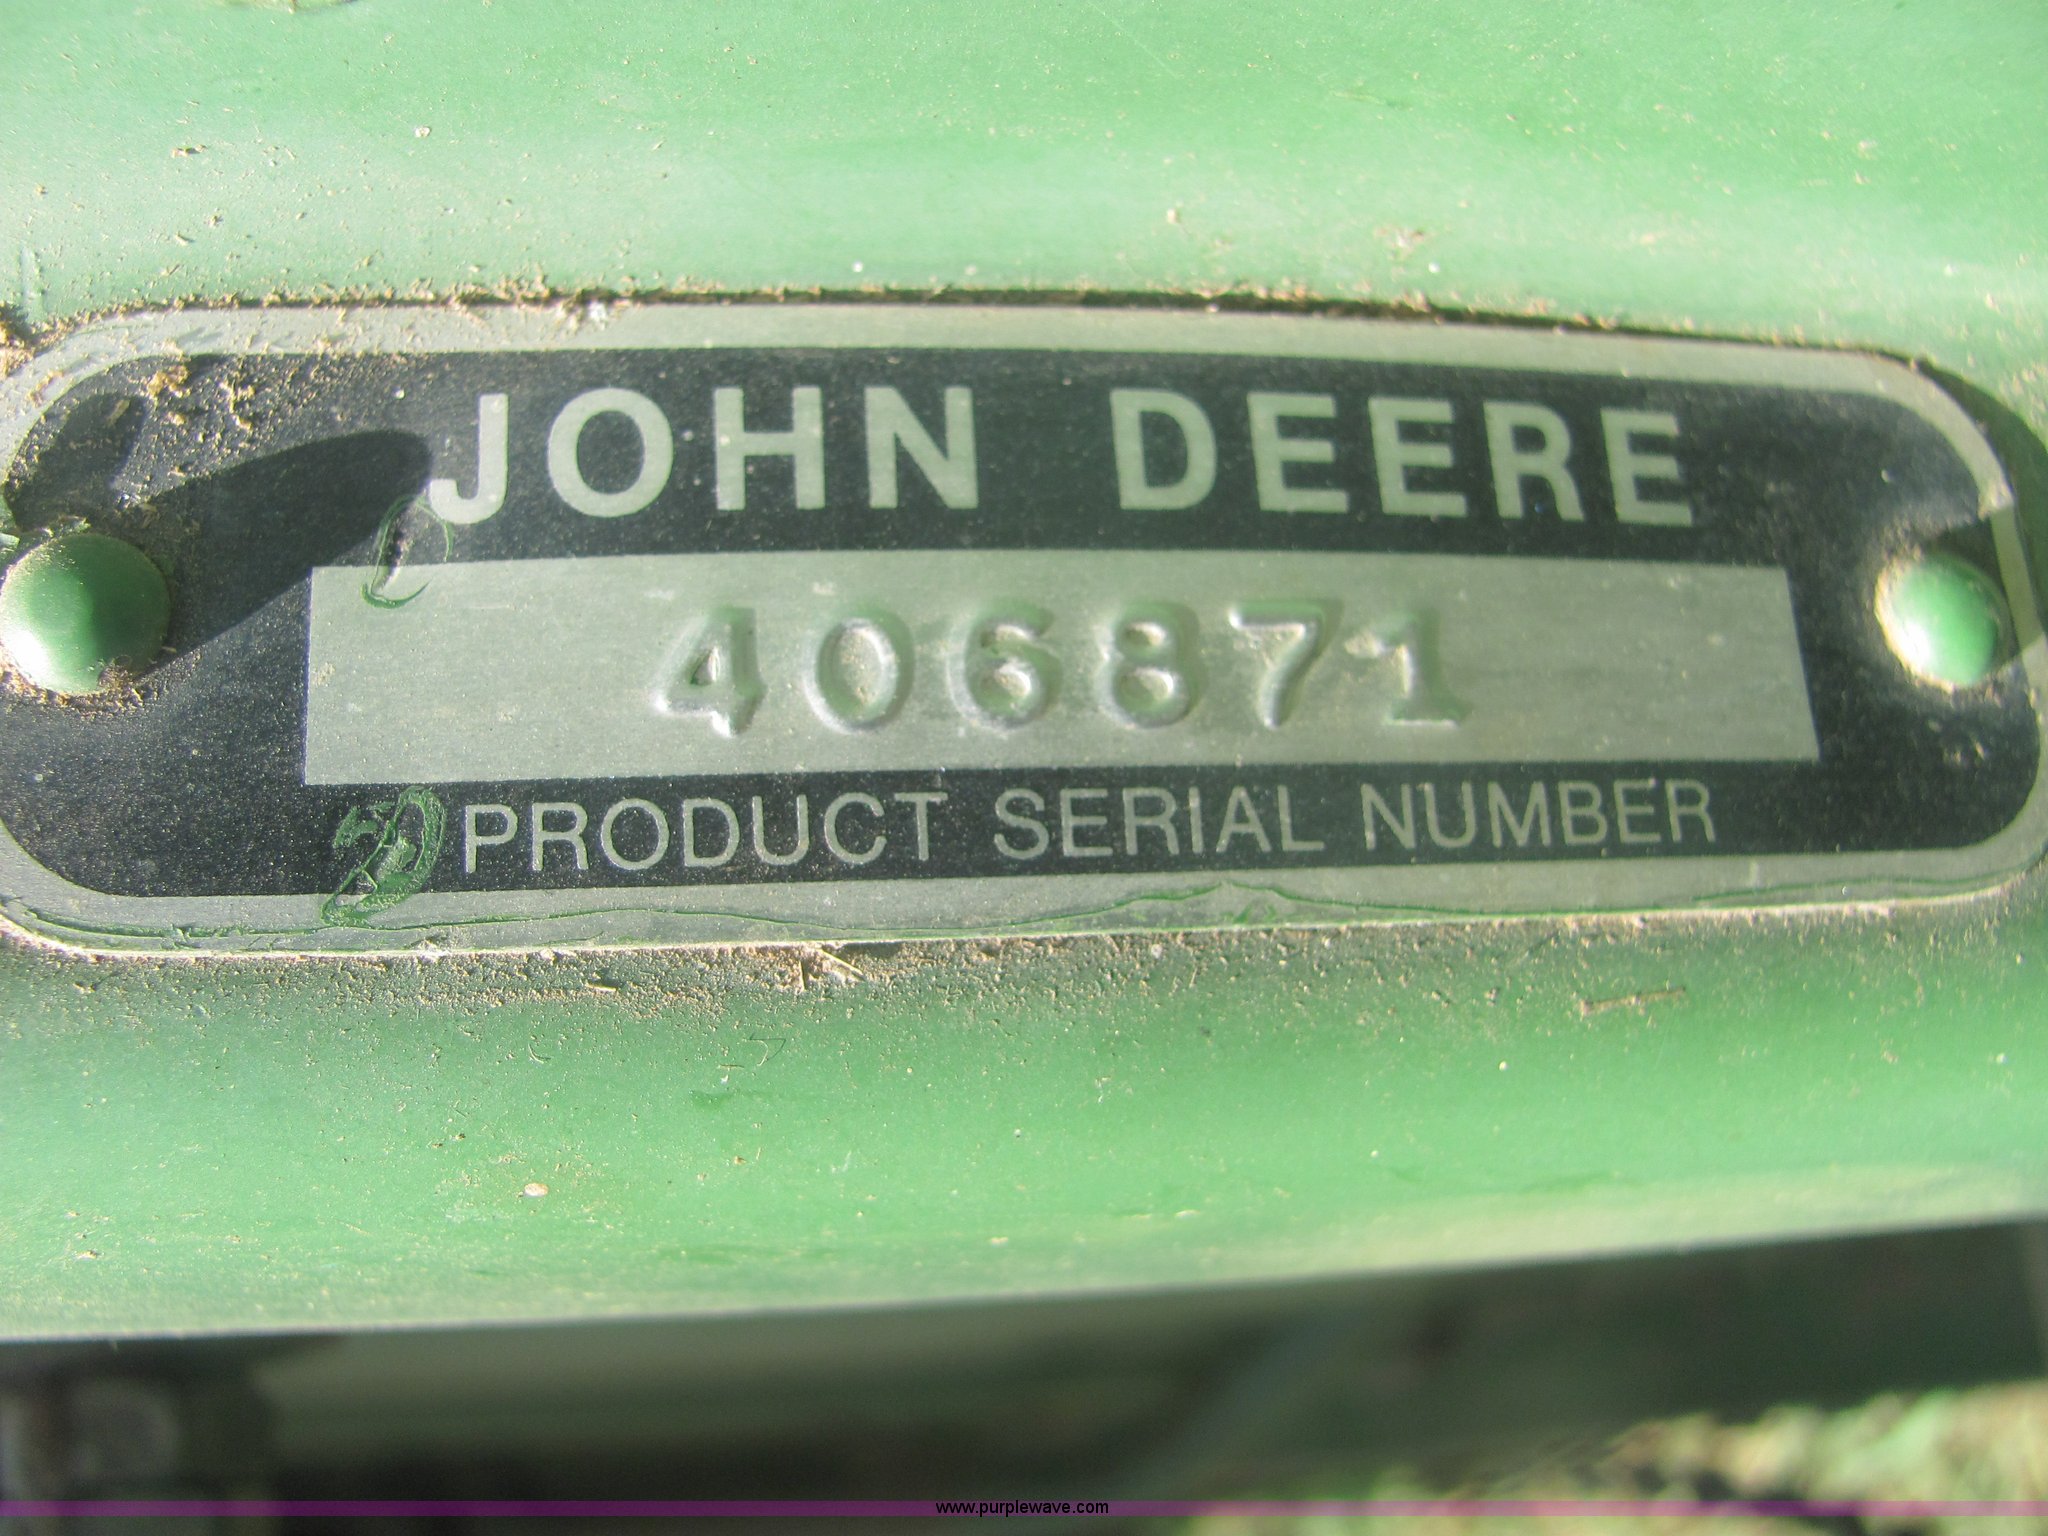 JOHN DEERE
406871
PRODUCT SERIAL NUMBER
www.purplewave.com